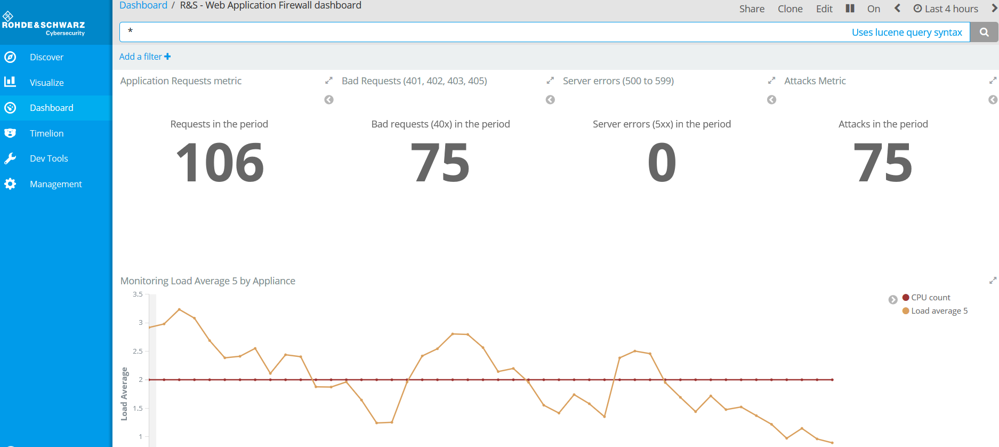 Dashboard / R&S - Web Application Firewall dashboard
Share Clone Edit On Last 4 hours
ROHDE&SCHWARZ
Cybersecurity
* Uses lucene query syntax
Discover
Visualize
Dashboard
Timelion
Dev Tools
Management
Add a filter +
Application Requests metric
Requests in the period
106
Bad Requests (401, 402, 403, 405)
Bad requests (40x) in the period
75
Server errors (500 to 599)
Server errors (5xx) in the period
0
Attacks Metric
Attacks in the period
75
Monitoring Load Average 5 by Appliance
3.5
3
2.5
2
1.5
1
Load Average
CPU count
Load average 5